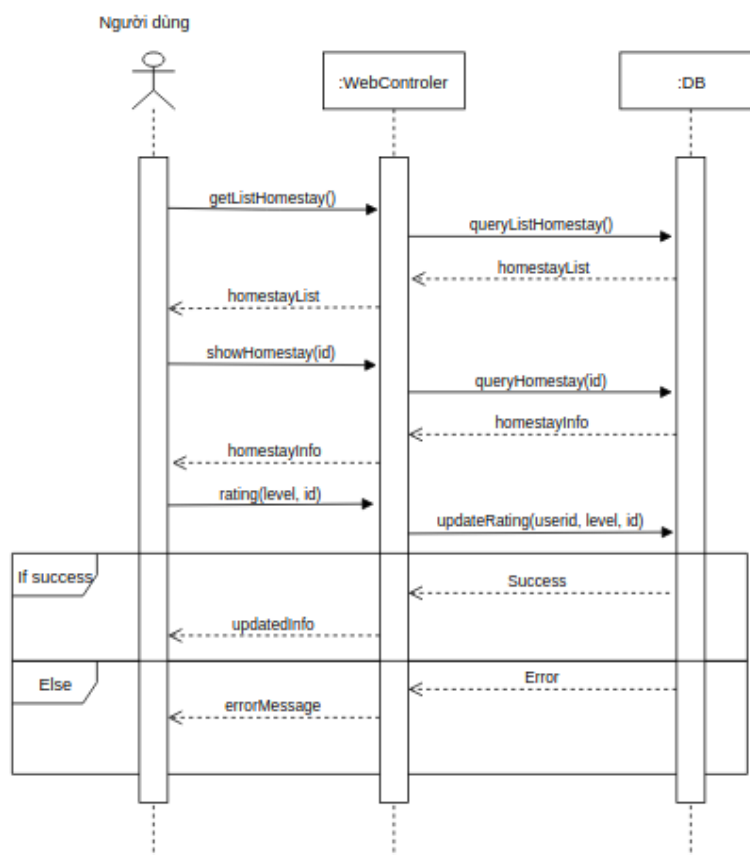 Người dùng
:WebControler
:DB
getListHomestay()
queryListHomestay()
homestayList
homestayList
showHomestay(id)
queryHomestay(id)
homestayInfo
homestayInfo
rating(level, id)
updateRating(userid, level, id)
If success
Success
updatedInfo
Else
Error
errorMessage